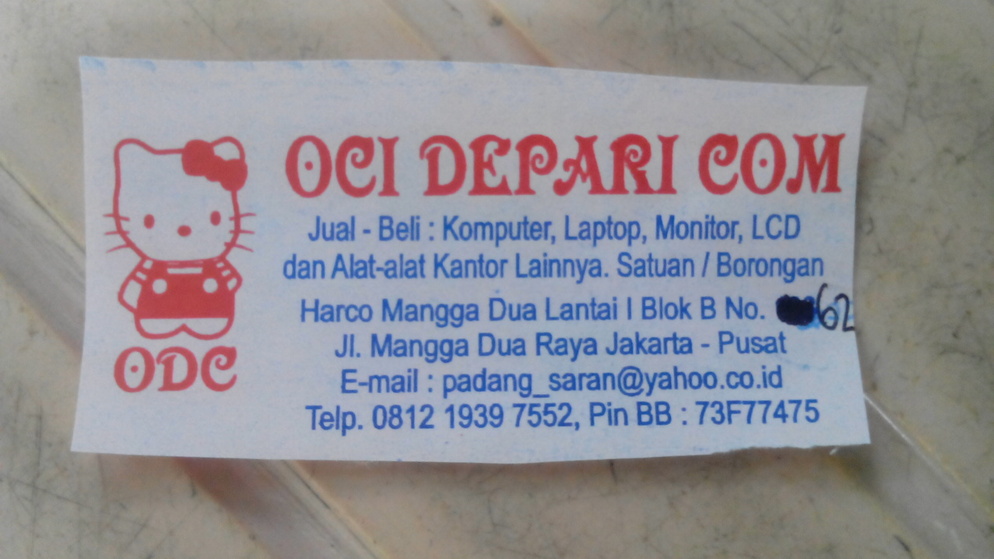 OCI DEPARI COM
Jual - Beli : Komputer, Laptop, Monitor, LCD
dan Alat-alat Kantor Lainnya. Satuan / Borongan
Harco Mangga Dua Lantai I Blok B No. 62
Jl. Mangga Dua Raya Jakarta - Pusat
E-mail : padang_saran@yahoo.co.id
Telp. 0812 1939 7552, Pin BB : 73F77475
ODC